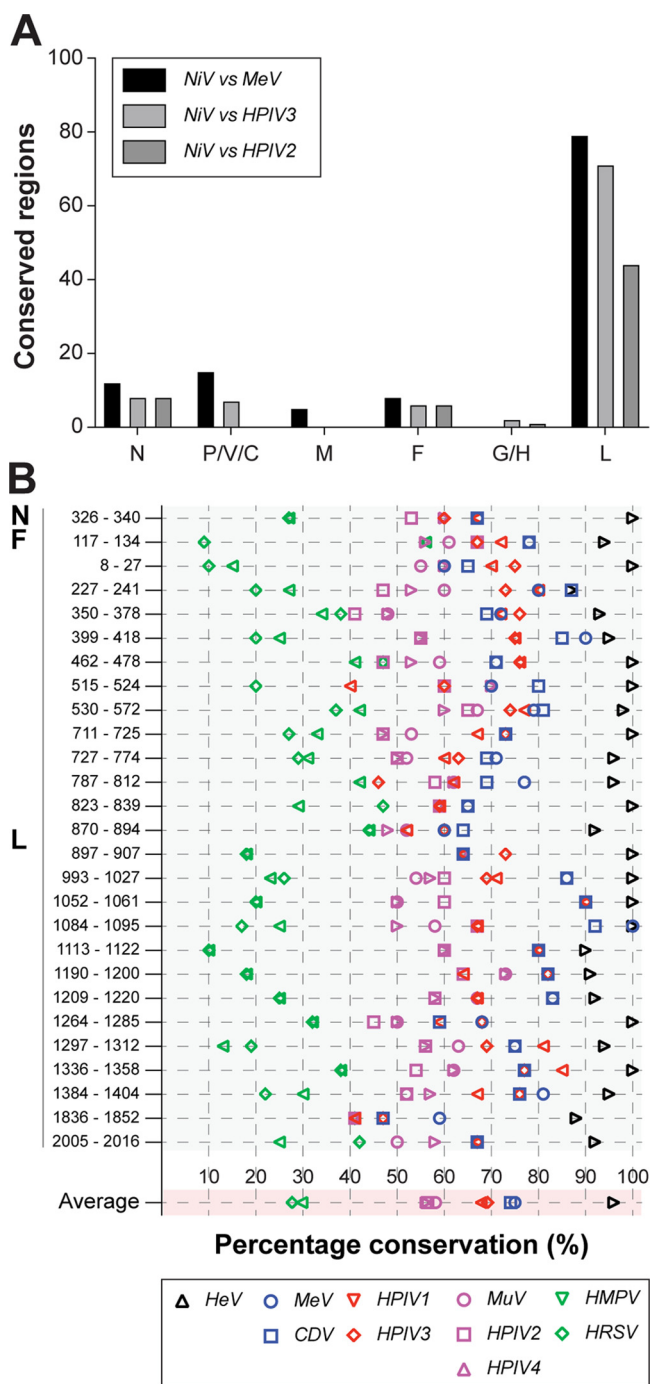 A
Conserved regions
100
80
60
40
20
0
NiV vs MeV
NiV vs HPIV3
NiV vs HPIV2
N P/V/C M F G/H L
B
N 326 - 340
F 117 - 134
8 - 27
227 - 241
350 - 378
399 - 418
462 - 478
515 - 524
530 - 572
711 - 725
727 - 774
787 - 812
823 - 839
L 870 - 894
897 - 907
993 - 1027
1052 - 1061
1084 - 1095
1113 - 1122
1190 - 1200
1209 - 1220
1264 - 1285
1297 - 1312
1336 - 1358
1384 - 1404
1836 - 1852
2005 - 2016
10 20 30 40 50 60 70 80 90 100
Average
Percentage conservation (%)
HeV MeV HPIV1 MuV HMPV
CDV HPIV3 HPIV2 HRSV
HPIV4